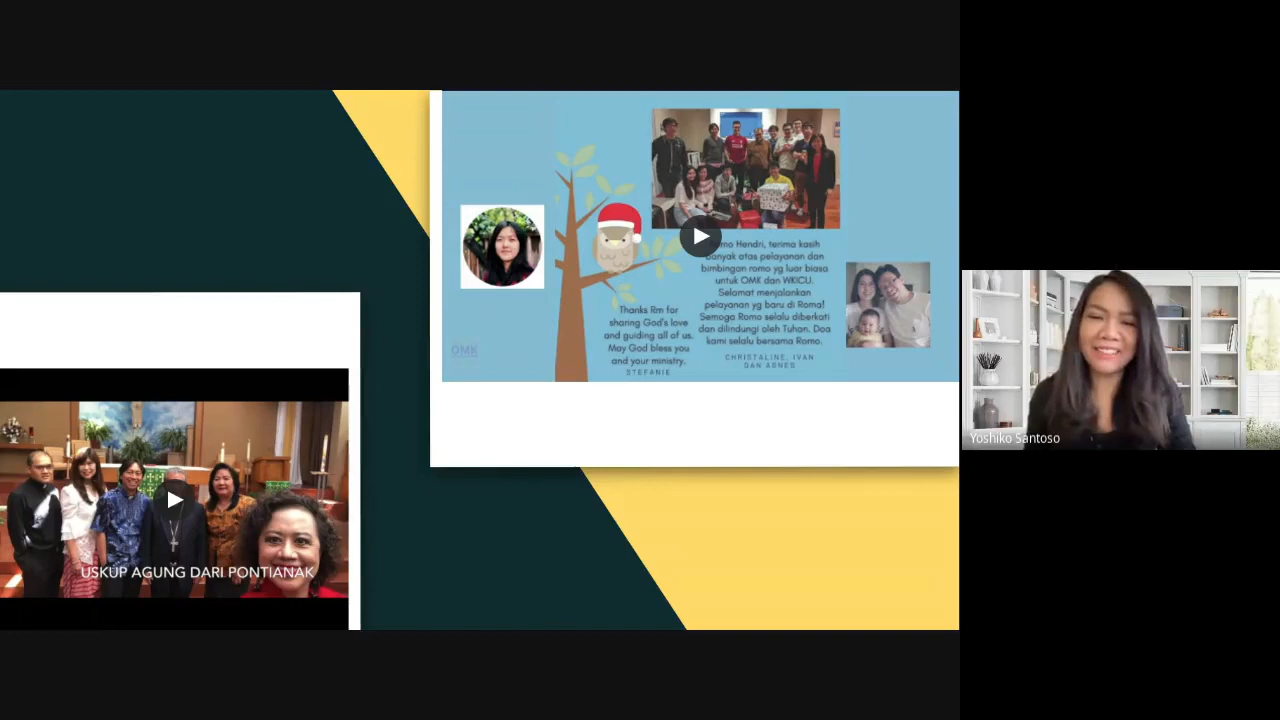 Romo Hendri, terima kasih
banyak atas pelayanan dan
bimbingan romo yg luar biasa
untuk OMK dan WKICU.
Selamat menjalankan
pelayanan yg baru di Roma!
Semoga Romo selalu diberkati
dan dilindungi oleh Tuhan. Doa
kami selalu bersama Romo.
CHRISTALINE, IVAN
DAN AGNES
Thanks Rm for
sharing God's love
and guiding all of us.
May God bless you
and your ministry.
STEFANIE
OMK
USKUP AGUNG DARI PONTIANAK
Yoshiko Santoso